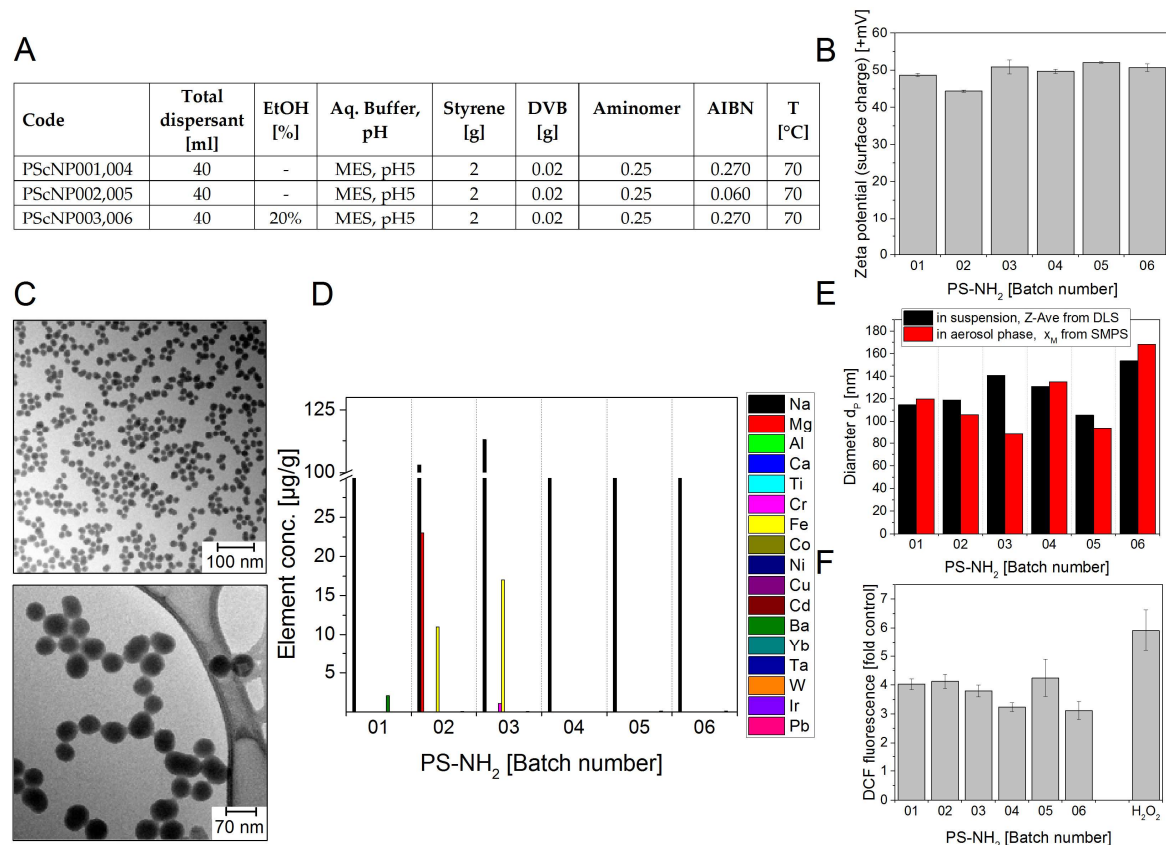 A
Code Total dispersant [ml] EtOH [%] Aq. Buffer, pH Styrene [g] DVB [g] Aminomer AIBN T [°C]
PScNP001,004 40 - MES, pH5 2 0.02 0.25 0.270 70
PScNP002,005 40 - MES, pH5 2 0.02 0.25 0.060 70
PScNP003,006 40 20% MES, pH5 2 0.02 0.25 0.270 70
B
Zeta potential (surface charge) [+mV]
60
50
40
30
20
10
0
01 02 03 04 05 06
PS-NH₂ [Batch number]
C
100 nm
70 nm
D
Element conc. [µg/g]
125
100
25
20
15
10
5
01 02 03 04 05 06
PS-NH₂ [Batch number]
Na
Mg
Al
Ca
Ti
Cr
Fe
Co
Ni
Cu
Cd
Ba
Yb
Ta
W
Ir
Pb
E
in suspension, Z-Ave from DLS
in aerosol phase, x_M from SMPS
Diameter d_P [nm]
180
160
140
120
100
80
60
40
20
0
01 02 03 04 05 06
PS-NH₂ [Batch number]
F
DCF fluorescence [fold control]
7
6
5
4
3
2
1
0
01 02 03 04 05 06 H₂O₂
PS-NH₂ [Batch number]